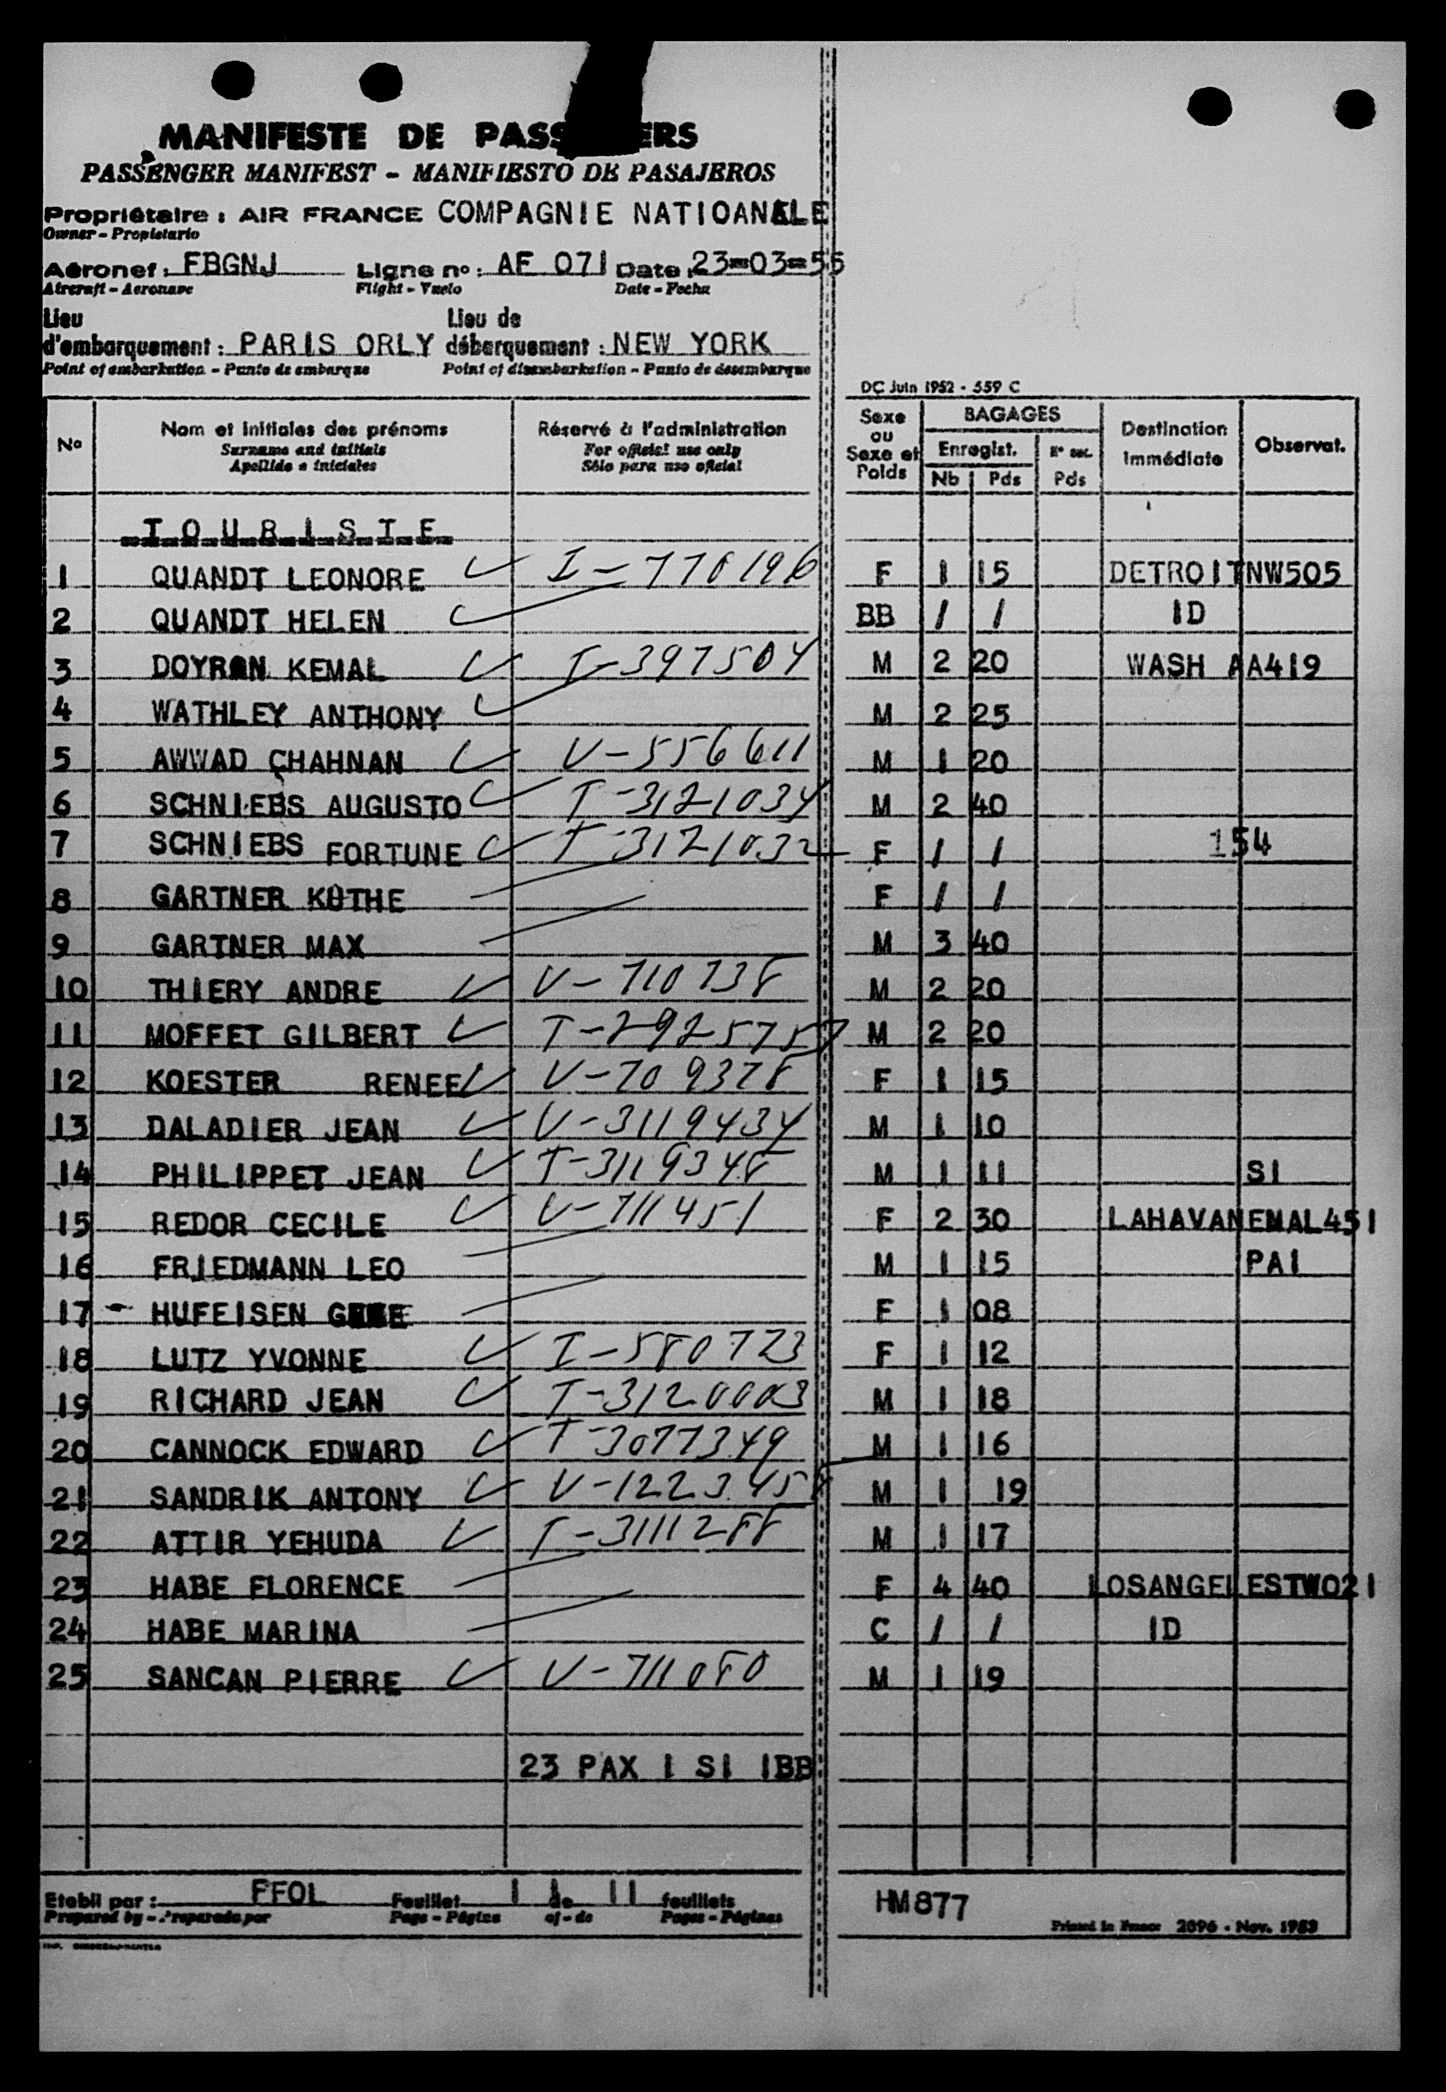 MANIFESTE DE PASS ERS
PASSENGER MANIFEST - MANIFIESTO DE PASAJEROS
Propriétaire : AIR FRANCE COMPAGNIE NATIOANALE
Owner - Propietario
Aéronef : FBGNJ Ligne no : AF 071 Date : 23=03=55
Aircraft - Aeronave Flight - Vuelo Date - Fecha
Lieu d'embarquement : PARIS ORLY Lieu de débarquement : NEW YORK
Point of embarkation - Punto de embarque Point of disembarkation - Punto de desembarque
DC Juin 1952 - 559 C
No Nom et initiales des prénoms Réservé à l'administration Sexe ou Sexe et Poids BAGAGES Destination immédiate Observat.
Surname and initials For official use only Enregist. N° sac.
Apellido e iniciales Sólo para uso oficial Nb Pds Pds
TOURISTE
1 QUANDT LEONORE I-770196 F 1 15 DETROITNW505
2 QUANDT HELEN BB / / ID
3 DOYRAN KEMAL I-397504 M 2 20 WASH AA419
4 WATHLEY ANTHONY M 2 25
5 AWWAD CHAHNAN V-556611 M 1 20
6 SCHNIEBS AUGUSTO T-3121034 M 2 40
7 SCHNIEBS FORTUNE T-3121032 F / / 154
8 GARTNER KUTHE F / /
9 GARTNER MAX M 3 40
10 THIERY ANDRE V-710738 M 2 20
11 MOFFET GILBERT T-2925757 M 2 20
12 KOESTER RENEE V-709378 F 1 15
13 DALADIER JEAN V-3119434 M 1 10
14 PHILIPPET JEAN T-3119348 M 1 11 SI
15 REDOR CECILE V-711451 F 2 30 LAHAVANENAL451
16 FRIEDMANN LEO M 1 15 PAI
17 - HUFEISEN F 1 08
18 LUTZ YVONNE I-580723 F 1 12
19 RICHARD JEAN T-3120003 M 1 18
20 CANNOCK EDWARD T-3077349 M 1 16
21 SANDRIK ANTONY V-1223458 M 1 19
22 ATTIR YEHUDA T-3111288 M 1 17
23 HABE FLORENCE F 4 40 LOSANGELESTW021
24 HABE MARINA C / / ID
25 SANCAN PIERRE V-711080 M 1 19
23 PAX 1 SI 1BB
Etabli par : FFOL Feuillet 1 de 11 feuillets
Prepared by - Preparado por Page - Página of - de Pages - Páginas
HM877
Printed in France 2096 - Nov. 1953